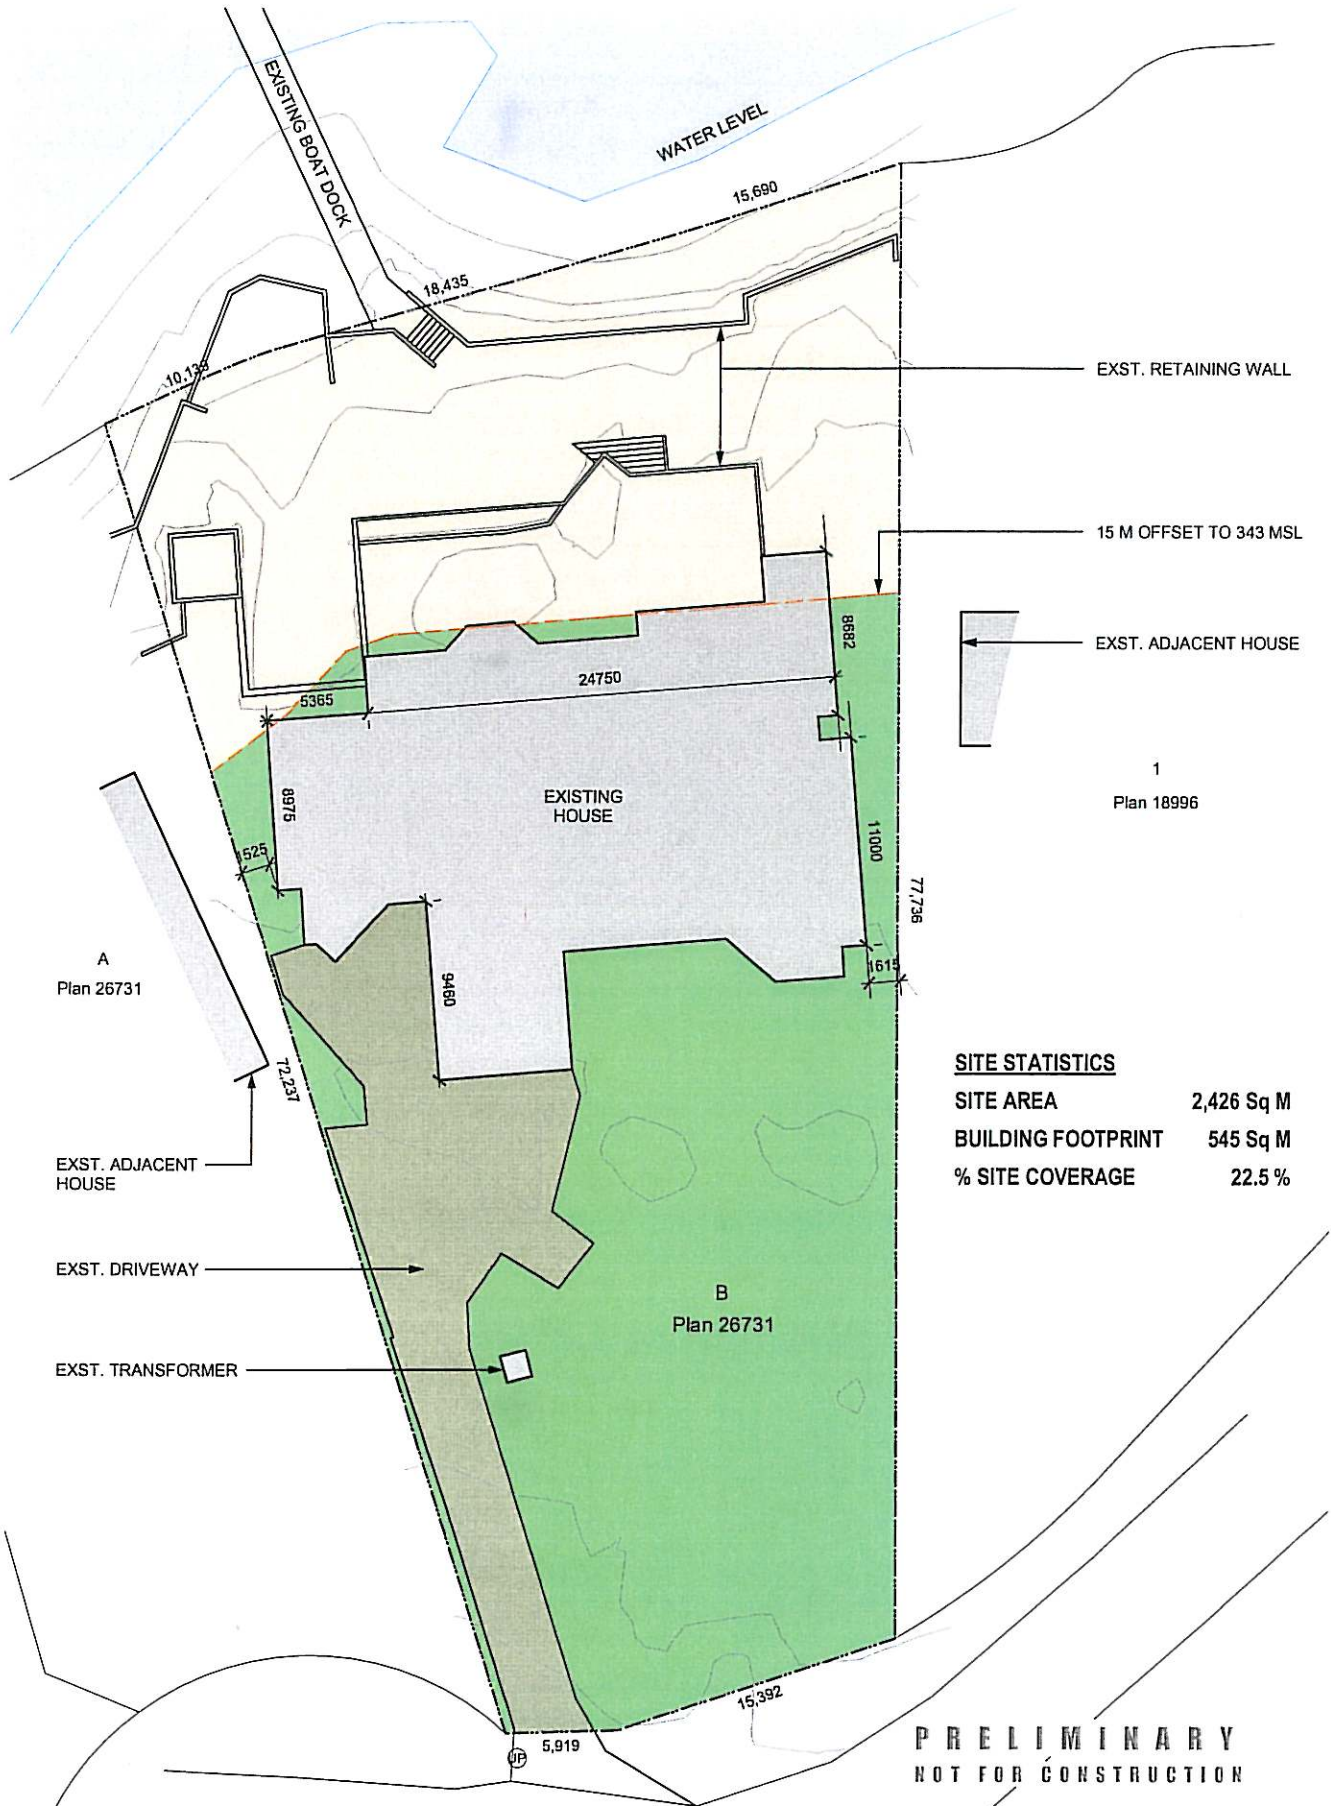 EXISTING BOAT DOCK
WATER LEVEL
15,690
18,435
10,139
EXST. RETAINING WALL
15 M OFFSET TO 343 MSL
EXST. ADJACENT HOUSE
8682
24750
5365
1
Plan 18996
EXISTING
HOUSE
8975
1525
11000
77,736
A
Plan 26731
9460
1615
72,237
SITE STATISTICS
SITE AREA 2,426 Sq M
BUILDING FOOTPRINT 545 Sq M
% SITE COVERAGE 22.5 %
EXST. ADJACENT
HOUSE
EXST. DRIVEWAY
B
Plan 26731
EXST. TRANSFORMER
15,392
5,919
JP
PRELIMINARY
NOT FOR CONSTRUCTION